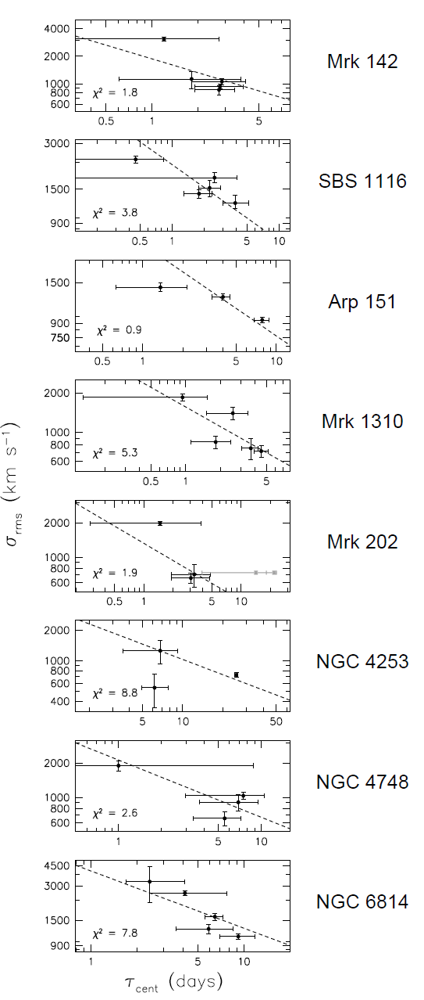 4000
2000
1000
800
600
χ² = 1.8
0.5 1 5
Mrk 142
3000
1500
900
χ² = 3.8
0.5 1 5 10
SBS 1116
1500
900
750
χ² = 0.9
0.5 1 5 10
Arp 151
2000
1000
800
600
χ² = 5.3
0.5 1 5
Mrk 1310
σrms (km s⁻¹)
2000
1000
800
600
χ² = 1.9
0.5 1 5 10
Mrk 202
2000
1000
800
600
400
χ² = 8.8
5 10 50
NGC 4253
2000
1000
800
600
χ² = 2.6
1 5 10
NGC 4748
4500
3000
1500
900
χ² = 7.8
1 5 10
NGC 6814
τcent (days)